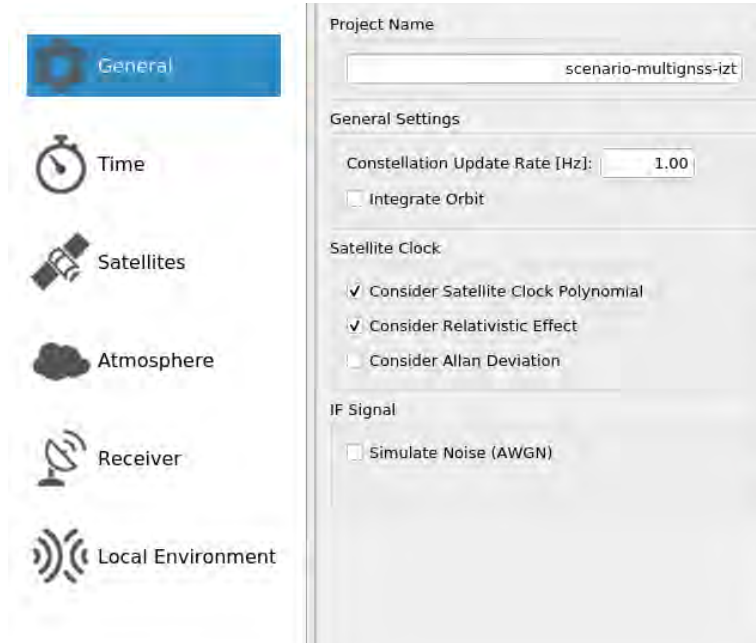 General
Time
Satellites
Atmosphere
Receiver
Local Environment
Project Name
scenario-multignss-izt
General Settings
Constellation Update Rate [Hz]: 1.00
Integrate Orbit
Satellite Clock
Consider Satellite Clock Polynomial
Consider Relativistic Effect
Consider Allan Deviation
IF Signal
Simulate Noise (AWGN)